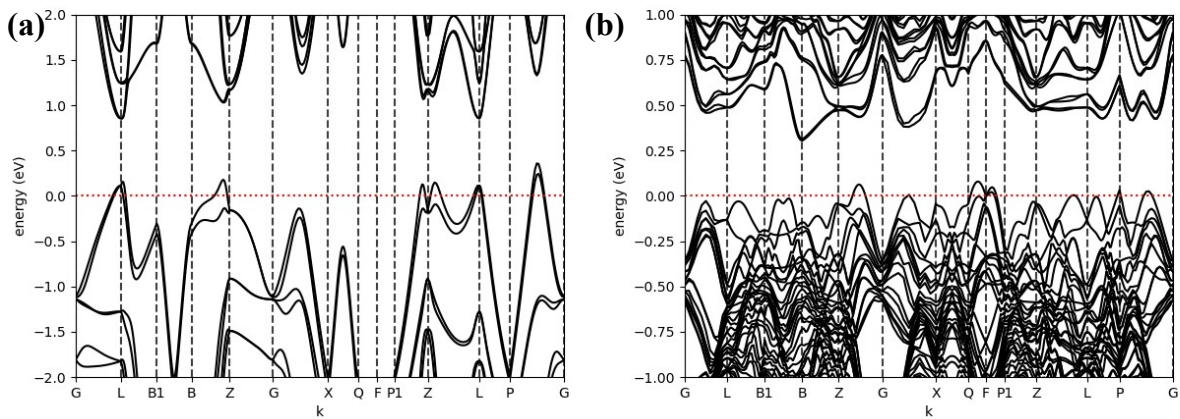 (a)
energy (eV)
2.0
1.5
1.0
0.5
0.0
−0.5
−1.0
−1.5
−2.0
G L B1 B Z G X Q F P1 Z L P G
k
(b)
energy (eV)
1.00
0.75
0.50
0.25
0.00
−0.25
−0.50
−0.75
−1.00
G L B1 B Z G X Q F P1 Z L P G
k